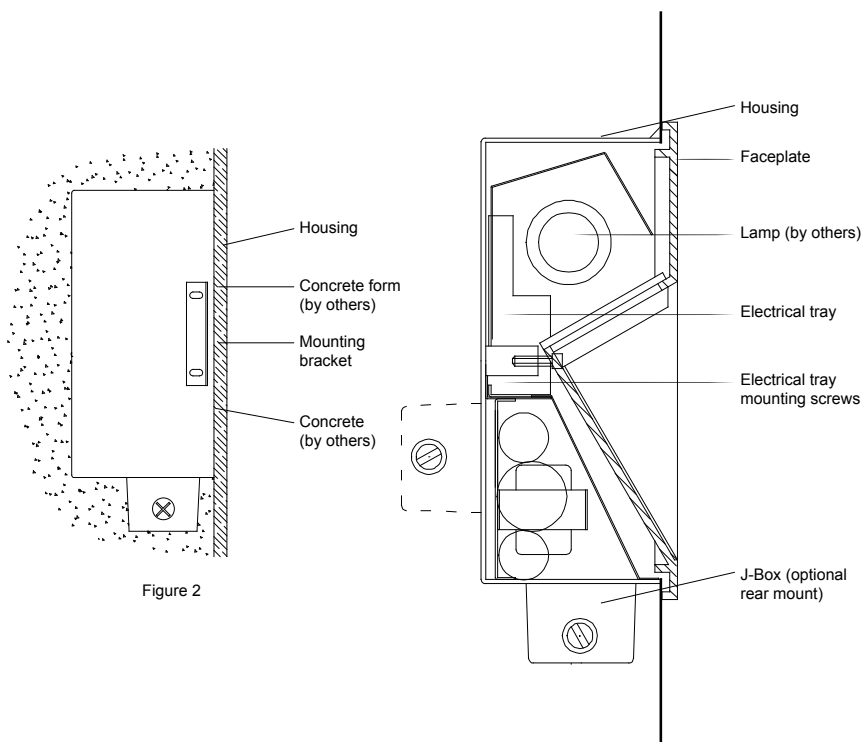 Housing
Concrete form
(by others)
Mounting
bracket
Concrete
(by others)
Figure 2
Housing
Faceplate
Lamp (by others)
Electrical tray
Electrical tray
mounting screws
J-Box (optional
rear mount)